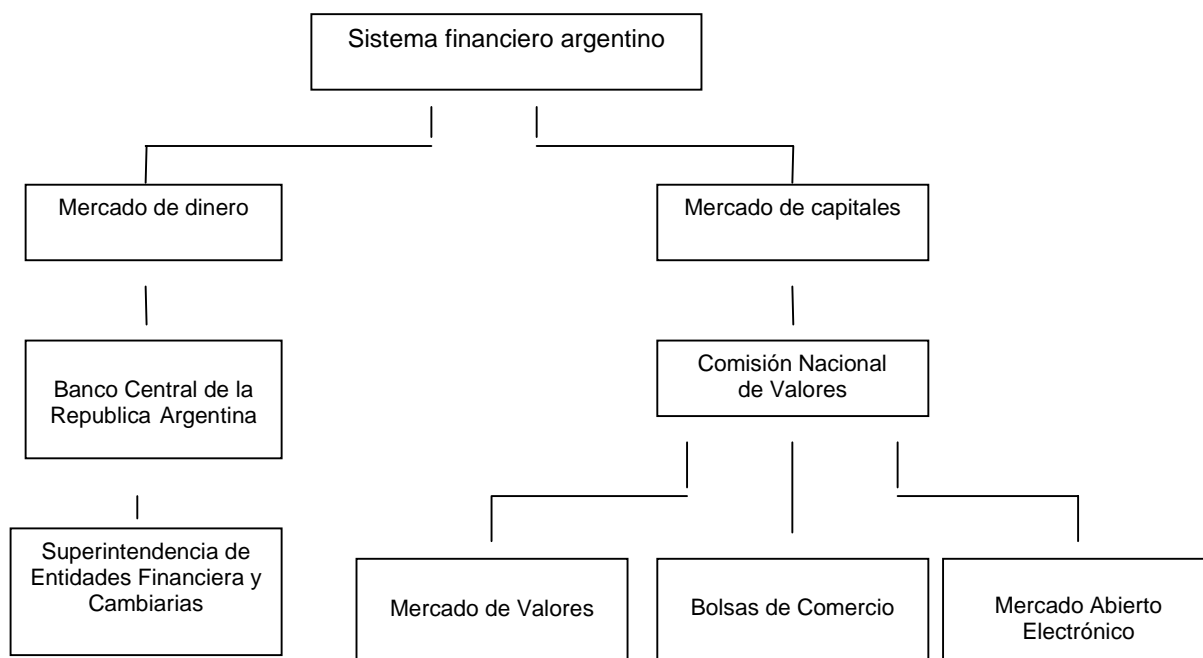 Sistema financiero argentino
Mercado de dinero
Mercado de capitales
Banco Central de la
Republica Argentina
Comisión Nacional
de Valores
Superintendencia de
Entidades Financiera y
Cambiarias
Mercado de Valores
Bolsas de Comercio
Mercado Abierto
Electrónico